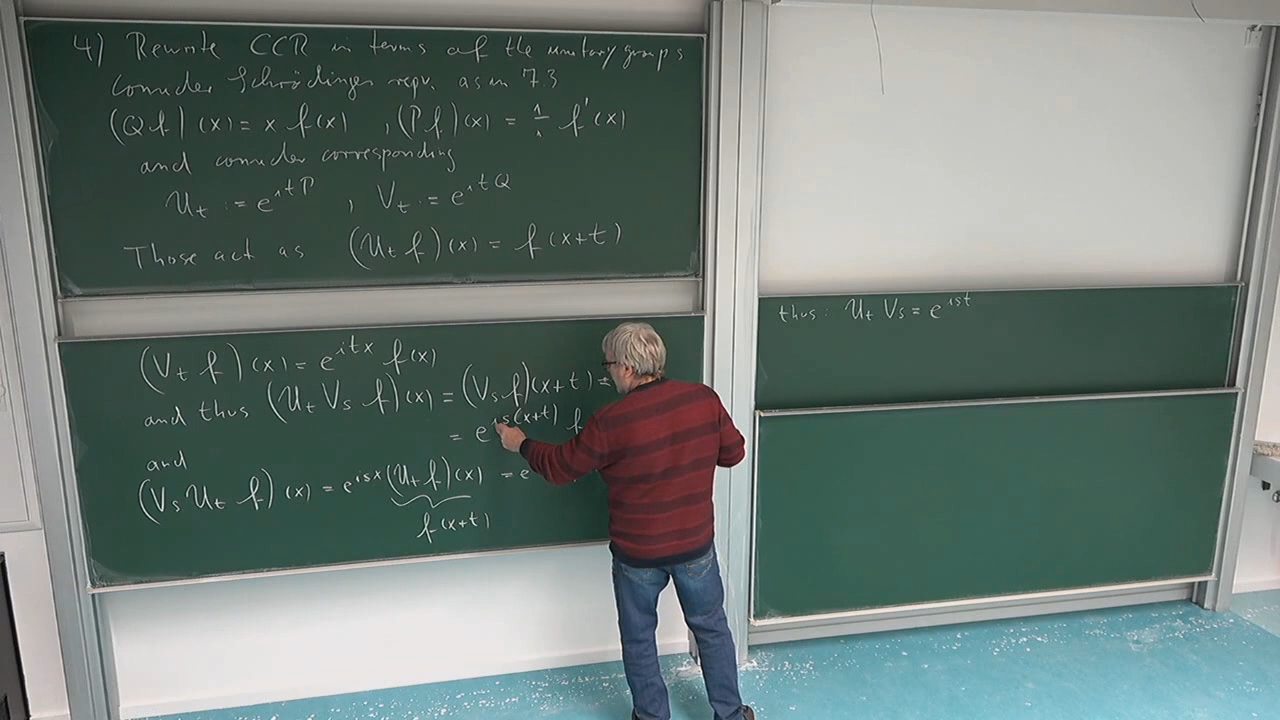 4) Rewrite CCR in terms of the unitary groups
consider Schrödinger repr. as in 7.3
(Q f)(x) = x f(x) , (P f)(x) = 1/i f'(x)
and consider corresponding
U_t := e^{itP} , V_t := e^{itQ}
Those act as (U_t f)(x) = f(x+t)
(V_t f)(x) = e^{itx} f(x)
and thus (U_t V_s f)(x) = (V_s f)(x+t) =
= e^{is(x+t)} f
and
(V_s U_t f)(x) = e^{isx} (U_t f)(x) = e
f(x+t)
thus: U_t V_s = e^{ist}